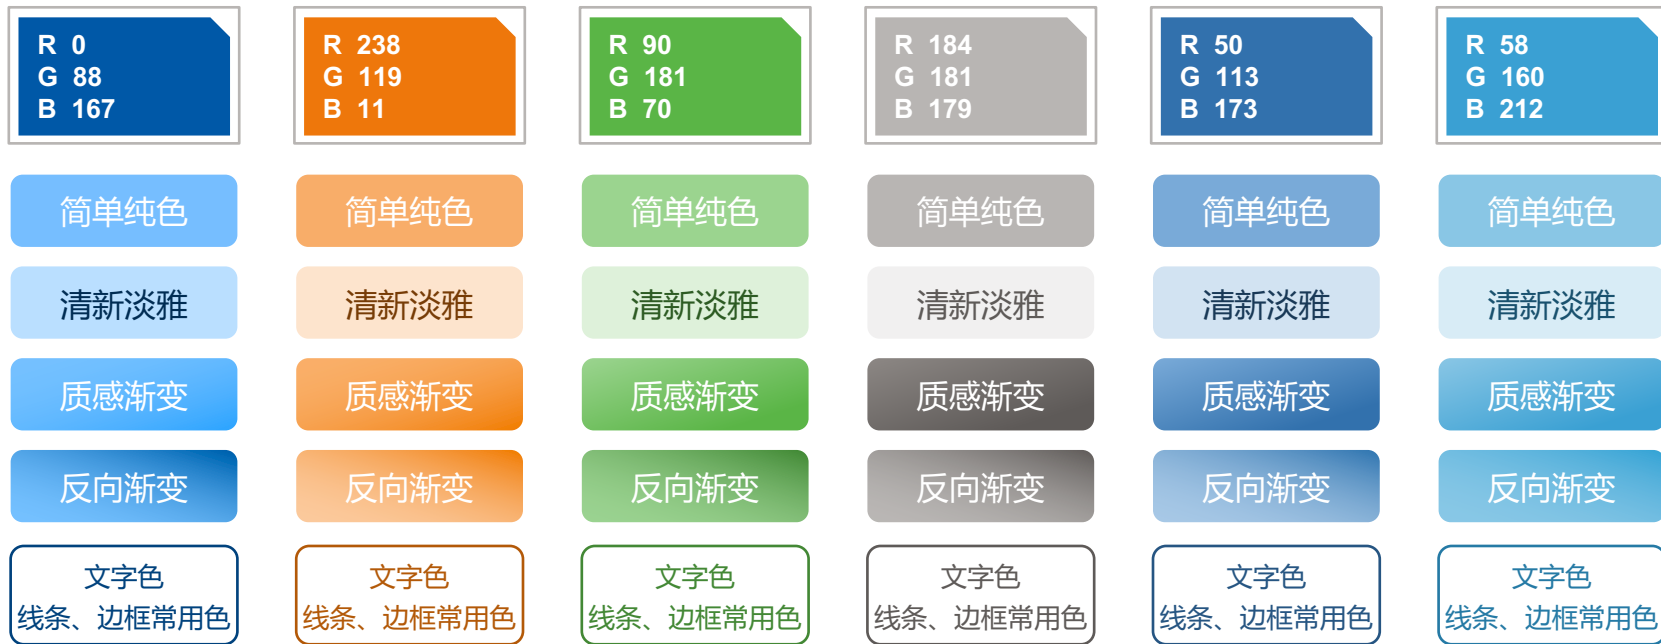 R 0
G 88
B 167
R 238
G 119
B 11
R 90
G 181
B 70
R 184
G 181
B 179
R 50
G 113
B 173
R 58
G 160
B 212
简单纯色
简单纯色
简单纯色
简单纯色
简单纯色
简单纯色
清新淡雅
清新淡雅
清新淡雅
清新淡雅
清新淡雅
清新淡雅
质感渐变
质感渐变
质感渐变
质感渐变
质感渐变
质感渐变
反向渐变
反向渐变
反向渐变
反向渐变
反向渐变
反向渐变
文字色
线条、边框常用色
文字色
线条、边框常用色
文字色
线条、边框常用色
文字色
线条、边框常用色
文字色
线条、边框常用色
文字色
线条、边框常用色